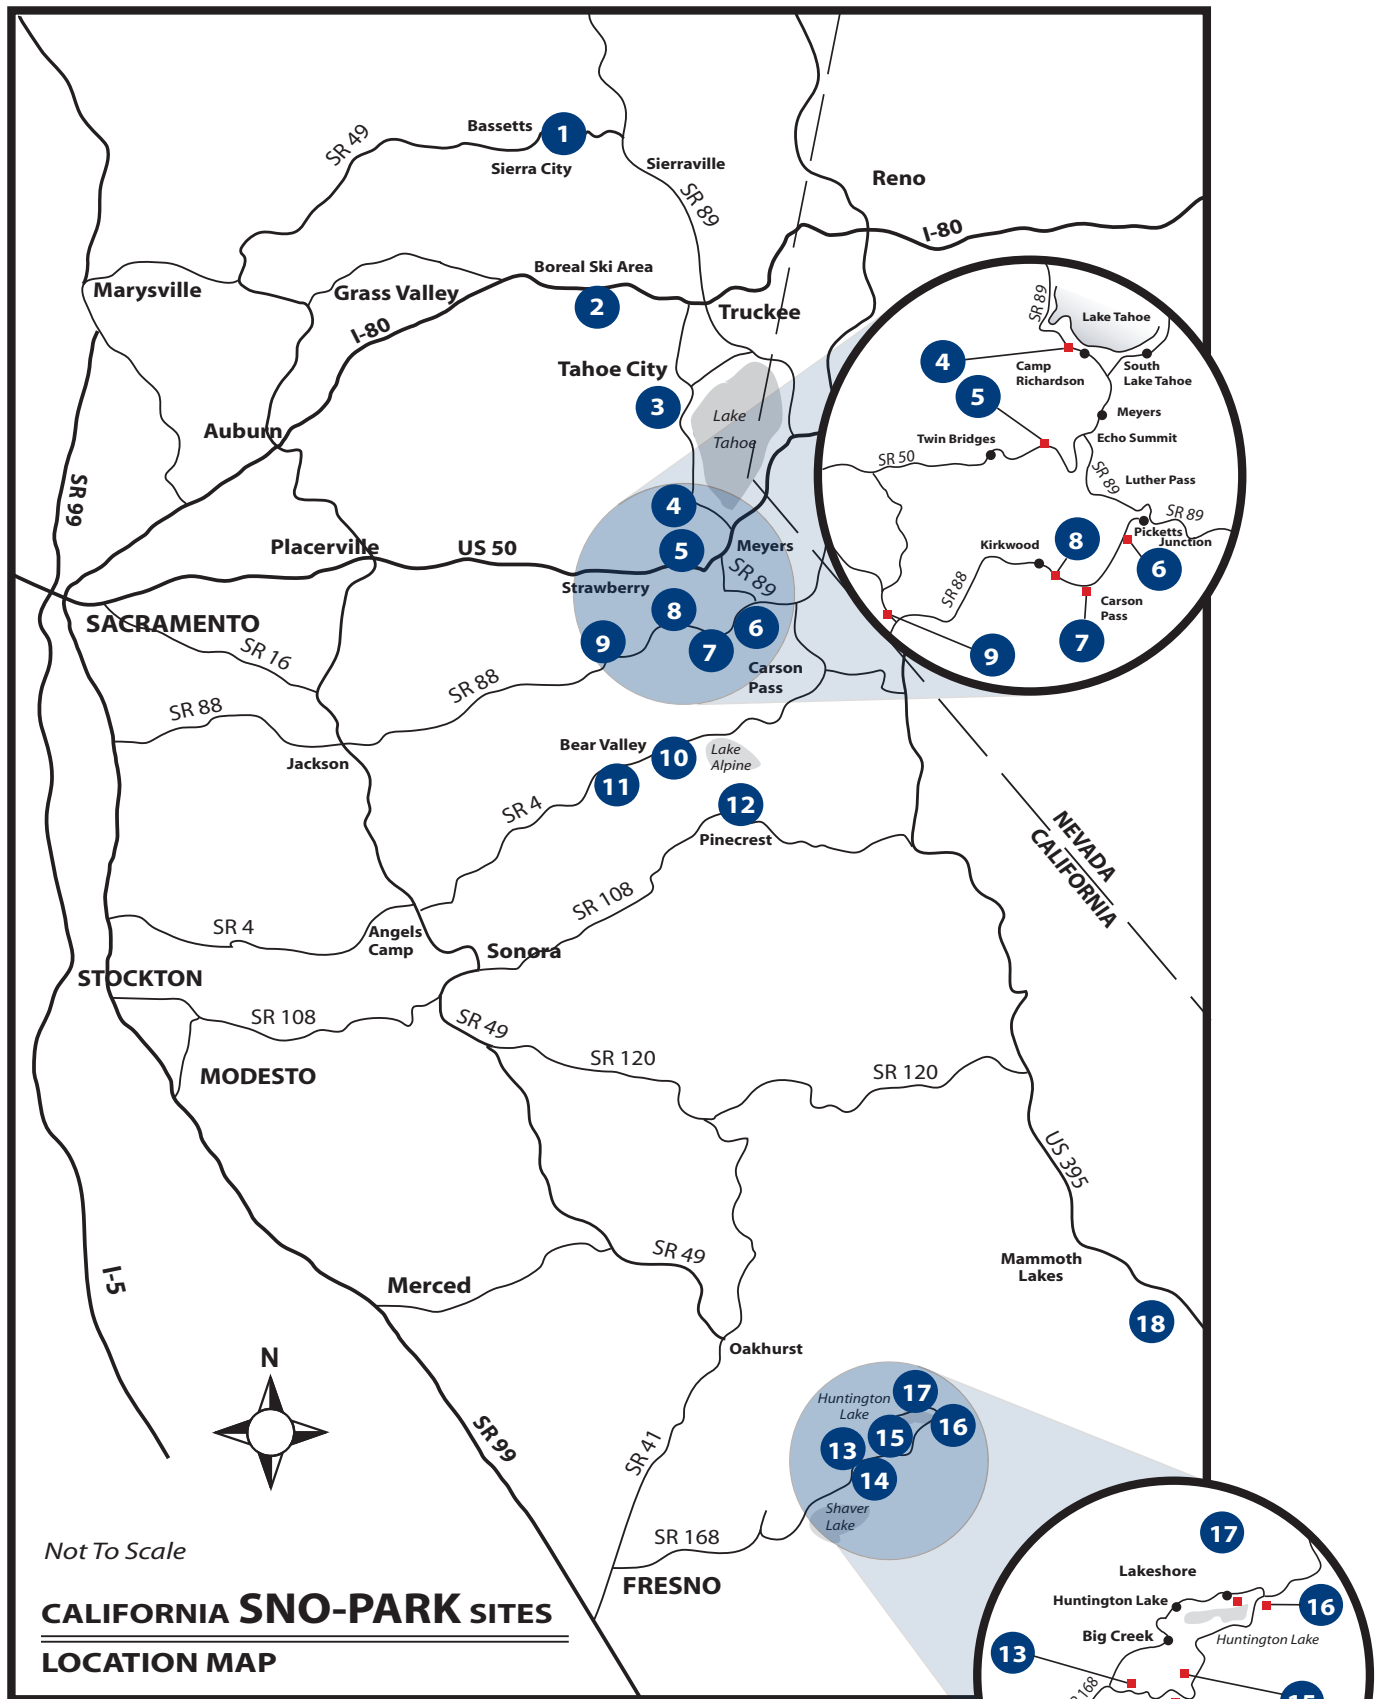 Bassetts
1
SR 49
Sierra City
Sierraville
SR 89
Reno
I-80
Boreal Ski Area
2
Marysville
Grass Valley
I-80
Truckee
Tahoe City
3
Lake
Tahoe
Auburn
SR 99
4
5
Meyers
SR 89
Placerville
US 50
Strawberry
8
6
9
7
Carson
Pass
SACRAMENTO
SR 16
SR 88
SR 88
Jackson
SR 89
Lake Tahoe
4
Camp
Richardson
South
Lake Tahoe
5
Meyers
Twin Bridges
Echo Summit
SR 50
SR 89
Luther Pass
SR 89
Picketts
Junction
Kirkwood
8
6
SR 88
Carson
Pass
7
9
Bear Valley
10
Lake
Alpine
11
12
SR 4
Pinecrest
NEVADA
CALIFORNIA
SR 108
SR 4
Angels
Camp
Sonora
STOCKTON
SR 108
SR 49
SR 120
SR 120
MODESTO
US 395
I-5
SR 49
Merced
Mammoth
Lakes
18
Oakhurst
N
SR 99
SR 41
Huntington
Lake
17
16
15
13
14
Shaver
Lake
SR 168
FRESNO
17
Lakeshore
Huntington Lake
16
Big Creek
Huntington Lake
13
168
15
Not To Scale
CALIFORNIA SNO-PARK SITES
LOCATION MAP